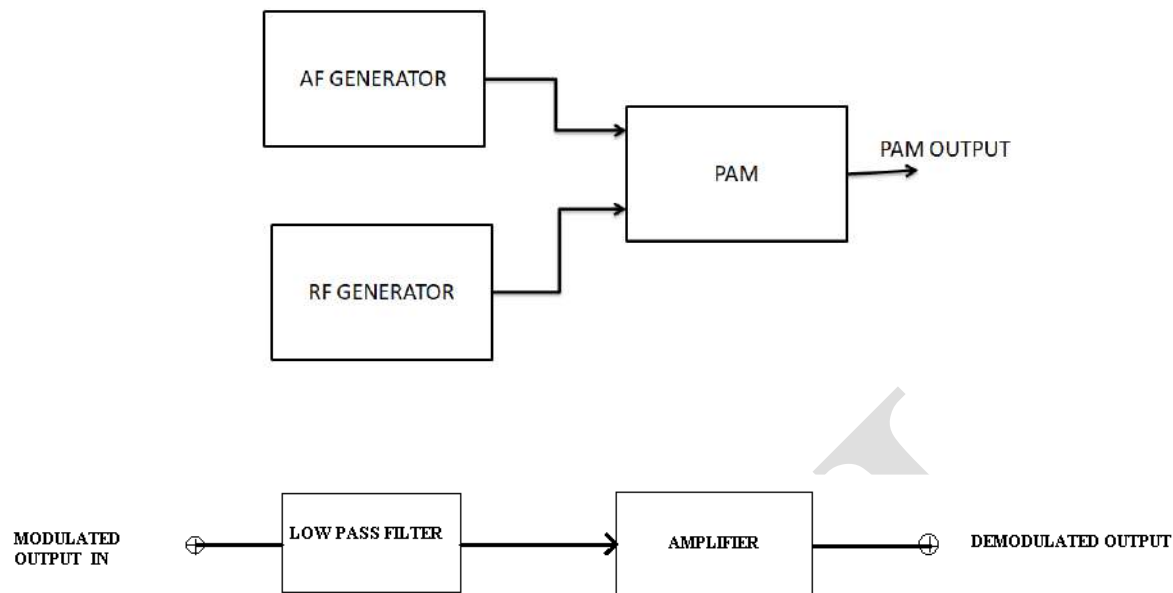 AF GENERATOR
PAM OUTPUT
PAM
RF GENERATOR
MODULATED
OUTPUT IN
LOW PASS FILTER
AMPLIFIER
DEMODULATED OUTPUT